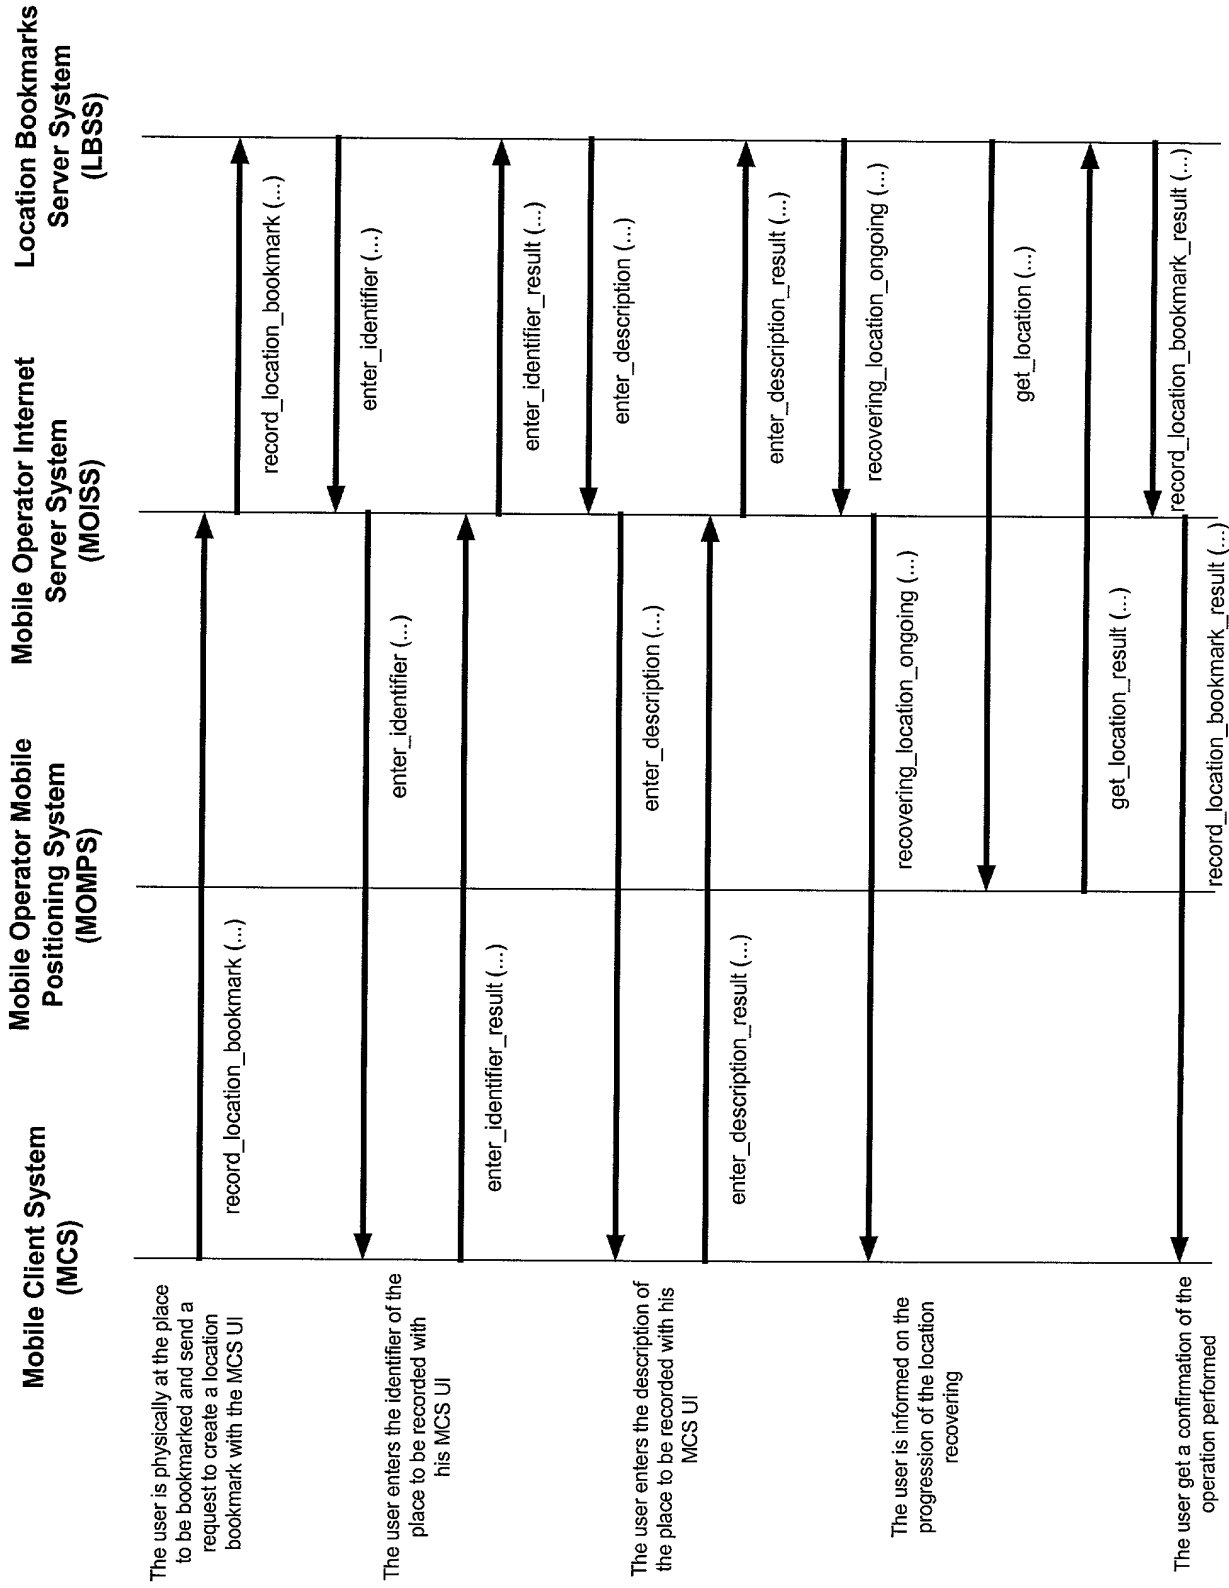 Mobile Client System
(MCS)
Mobile Operator Mobile
Positioning System
(MOMPS)
Mobile Operator Internet
Server System
(MOISS)
Location Bookmarks
Server System
(LBSS)
The user is physically at the place
to be bookmarked and send a
request to create a location
bookmark with the MCS UI
record_location_bookmark (...)
record_location_bookmark (...)
enter_identifier (...)
enter_identifier (...)
The user enters the identifier of the
place to be recorded with
his MCS UI
enter_identifier_result (...)
enter_identifier_result (...)
enter_description (...)
enter_description (...)
The user enters the description of
the place to be recorded with his
MCS UI
enter_description_result (...)
enter_description_result (...)
recovering_location_ongoing (...)
recovering_location_ongoing (...)
The user is informed on the
progression of the location
recovering
get_location (...)
get_location_result (...)
record_location_bookmark_result (...)
record_location_bookmark_result (...)
The user get a confirmation of the
operation performed